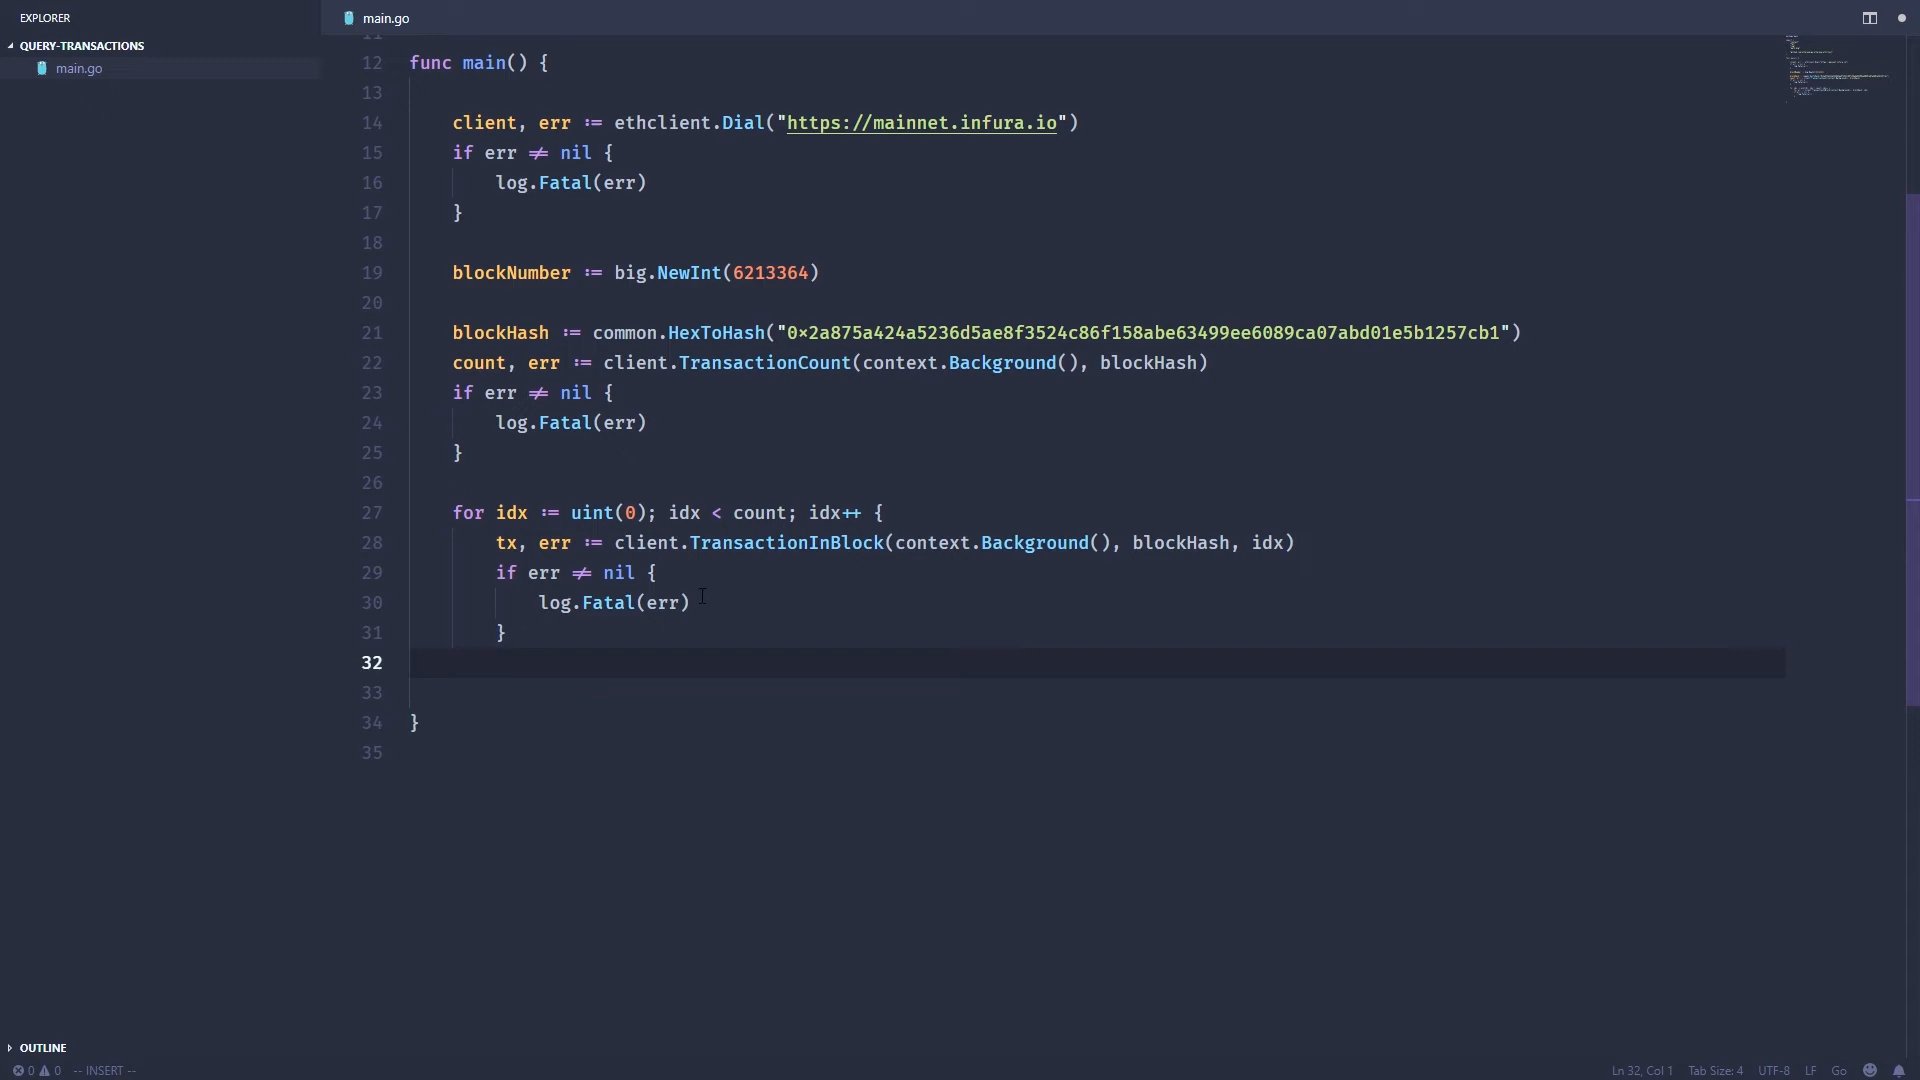 EXPLORER
QUERY-TRANSACTIONS
main.go
main.go
11
12 func main() {
13
14 client, err := ethclient.Dial("https://mainnet.infura.io")
15 if err != nil {
16 log.Fatal(err)
17 }
18
19 blockNumber := big.NewInt(6213364)
20
21 blockHash := common.HexToHash("0x2a875a424a5236d5ae8f3524c86f158abe63499ee6089ca07abd01e5b1257cb1")
22 count, err := client.TransactionCount(context.Background(), blockHash)
23 if err != nil {
24 log.Fatal(err)
25 }
26
27 for idx := uint(0); idx < count; idx++ {
28 tx, err := client.TransactionInBlock(context.Background(), blockHash, idx)
29 if err != nil {
30 log.Fatal(err)
31 }
32
33
34 }
35
OUTLINE
0 0 -- INSERT --
Ln 32, Col 1 Tab Size: 4 UTF-8 LF Go